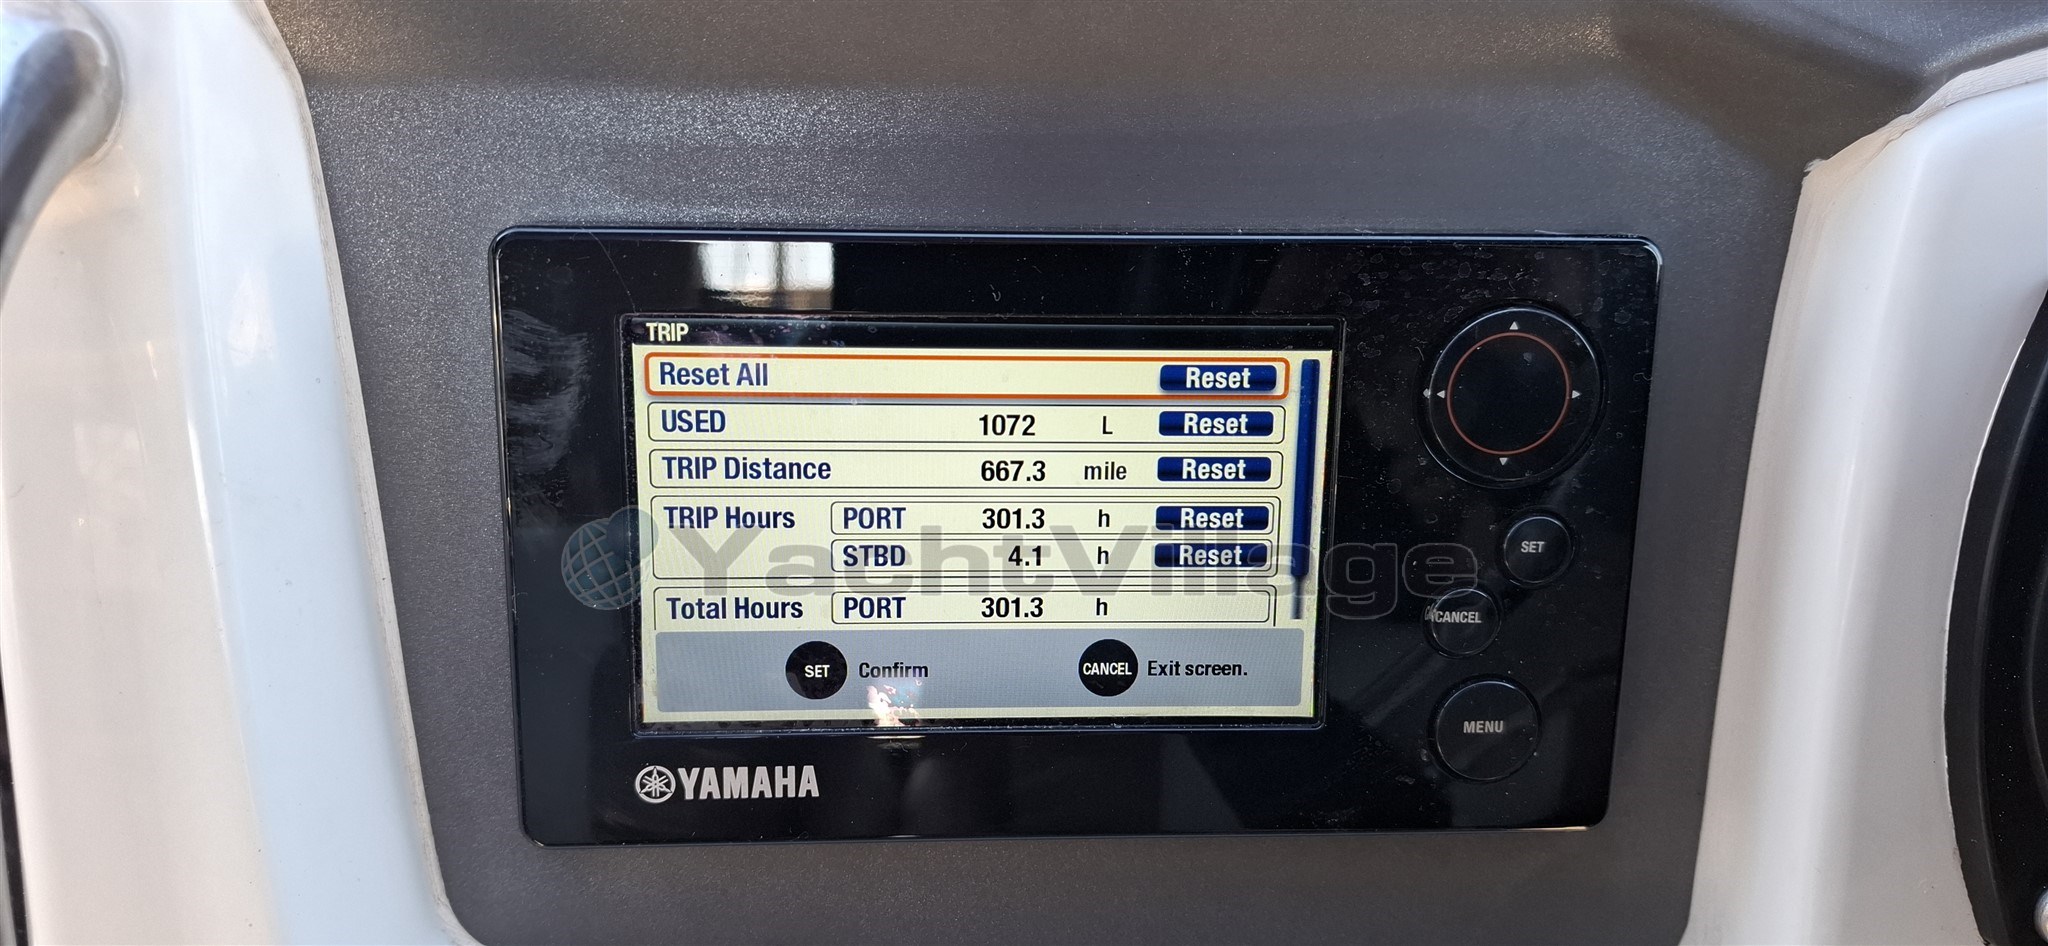 TRIP
Reset All Reset
USED 1072 L Reset
TRIP Distance 667.3 mile Reset
TRIP Hours PORT 301.3 h Reset
STBD 4.1 h Reset
YachtVillage
Total Hours PORT 301.3 h
SET Confirm CANCEL Exit screen.
SET
CANCEL
MENU
YAMAHA